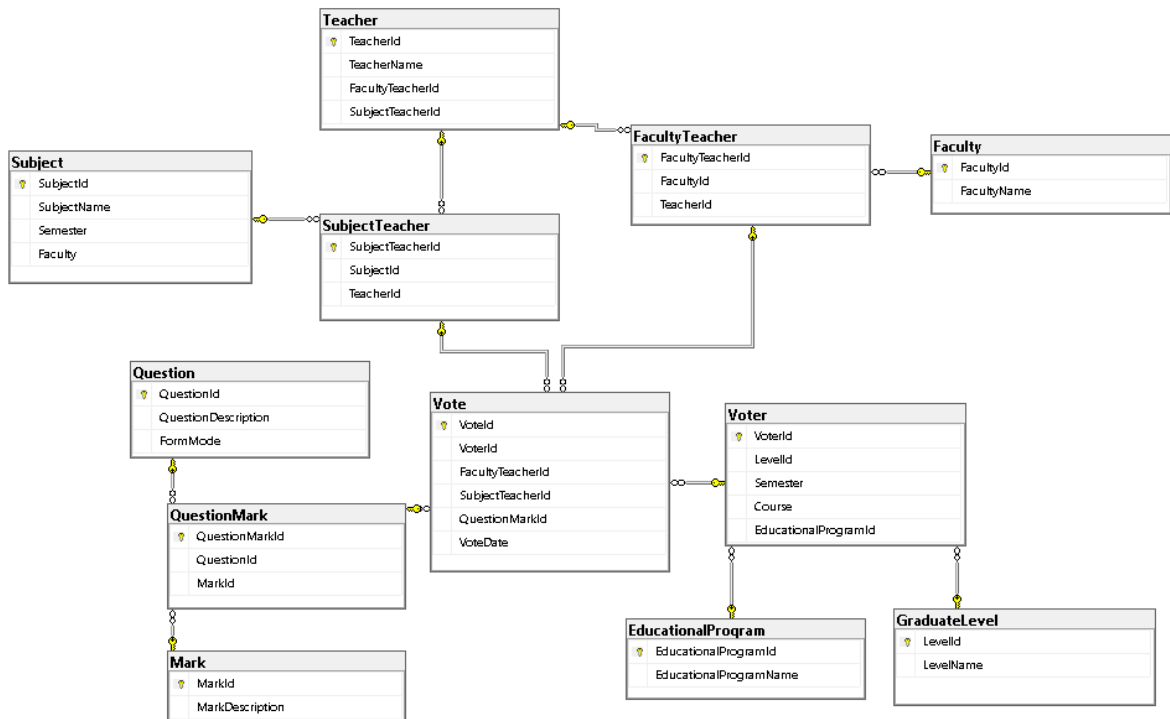 Teacher
TeacherId
TeacherName
FacultyTeacherId
SubjectTeacherId
FacultyTeacher
FacultyTeacherId
FacultyId
TeacherId
Faculty
FacultyId
FacultyName
Subject
SubjectId
SubjectName
Semester
Faculty
SubjectTeacher
SubjectTeacherId
SubjectId
TeacherId
Question
QuestionId
QuestionDescription
FormMode
Vote
VoteId
VoterId
FacultyTeacherId
SubjectTeacherId
QuestionMarkId
VoteDate
Voter
VoterId
LevelId
Semester
Course
EducationalProgramId
QuestionMark
QuestionMarkId
QuestionId
MarkId
EducationalProgram
EducationalProgramId
EducationalProgramName
GraduateLevel
LevelId
LevelName
Mark
MarkId
MarkDescription